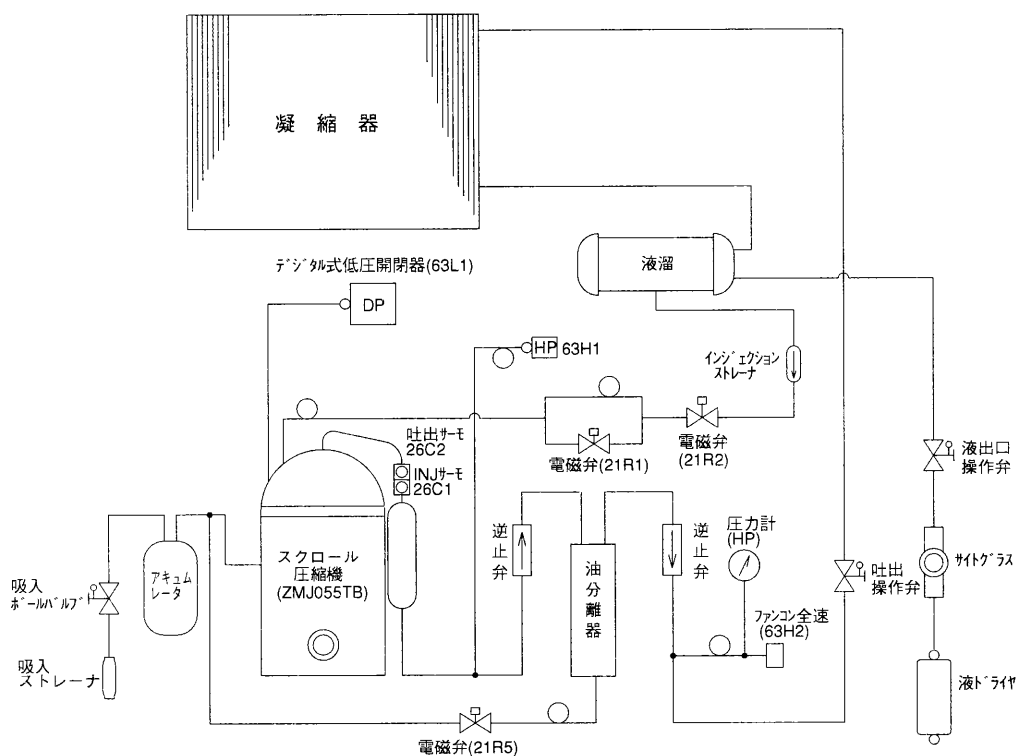 凝縮器
デジタル式低圧開閉器(63L1)
DP
液溜
HP 63H1
インジェクション
ストレーナ
吐出サーモ
26C2
電磁弁(21R1)
電磁弁
(21R2)
INJサーモ
26C1
液出口
操作弁
スクロール
圧縮機
(ZMJ055TB)
アキュム
レータ
吸入
ボールバルブ
吸入
ストレーナ
逆止弁
油分離器
逆止弁
圧力計
(HP)
ファンコン全速
(63H2)
吐出
操作弁
サイトグラス
液ドライヤ
電磁弁(21R5)